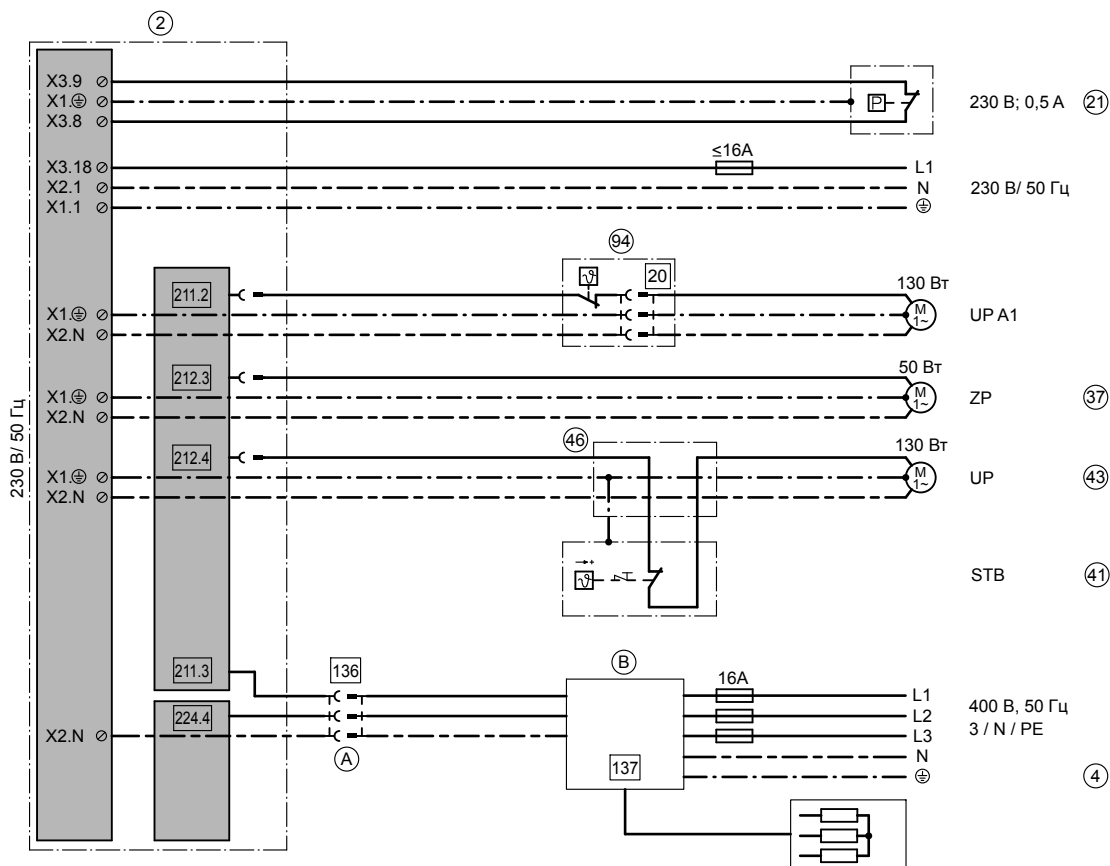 2
X3.9
X1.
X3.8
P
230 В; 0,5 А 21
≤16A
X3.18
L1
X2.1
N
230 В/ 50 Гц
X1.1
94
ϑ
20
211.2
130 Вт
X1.
M
1~
UP A1
X2.N
212.3
50 Вт
X1.
M
1~
ZP 37
X2.N
46
212.4
130 Вт
X1.
M
1~
UP 43
X2.N
230 В/ 50 Гц
ϑ
STB 41
211.3
136
B
16A
L1
400 В, 50 Гц
224.4
L2
3 / N / PE
X2.N
L3
A
137
N
4